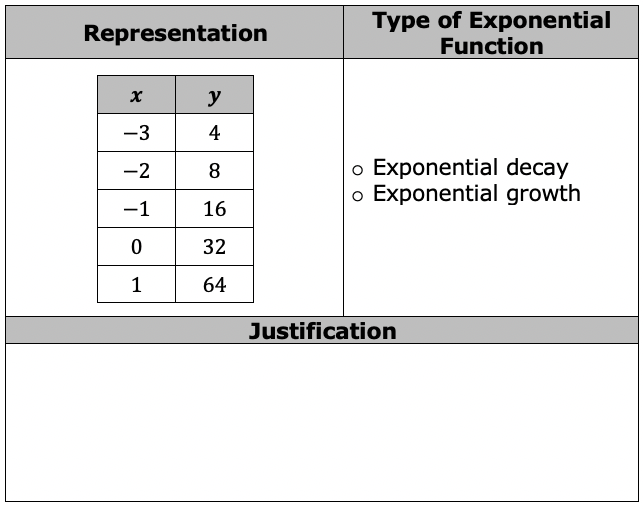 Representation
Type of Exponential
Function
x y
−3 4
−2 8
−1 16
0 32
1 64
Exponential decay
Exponential growth
Justification